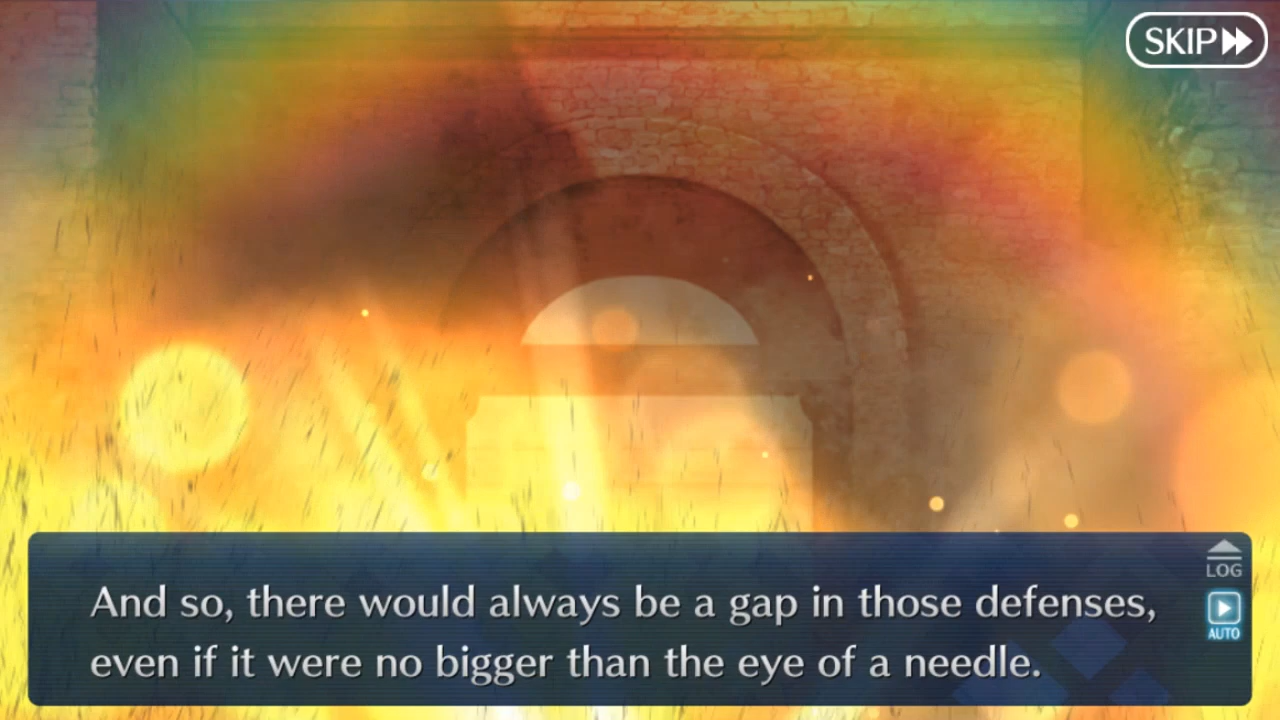 SKIP
And so, there would always be a gap in those defenses,
even if it were no bigger than the eye of a needle.
LOG
AUTO